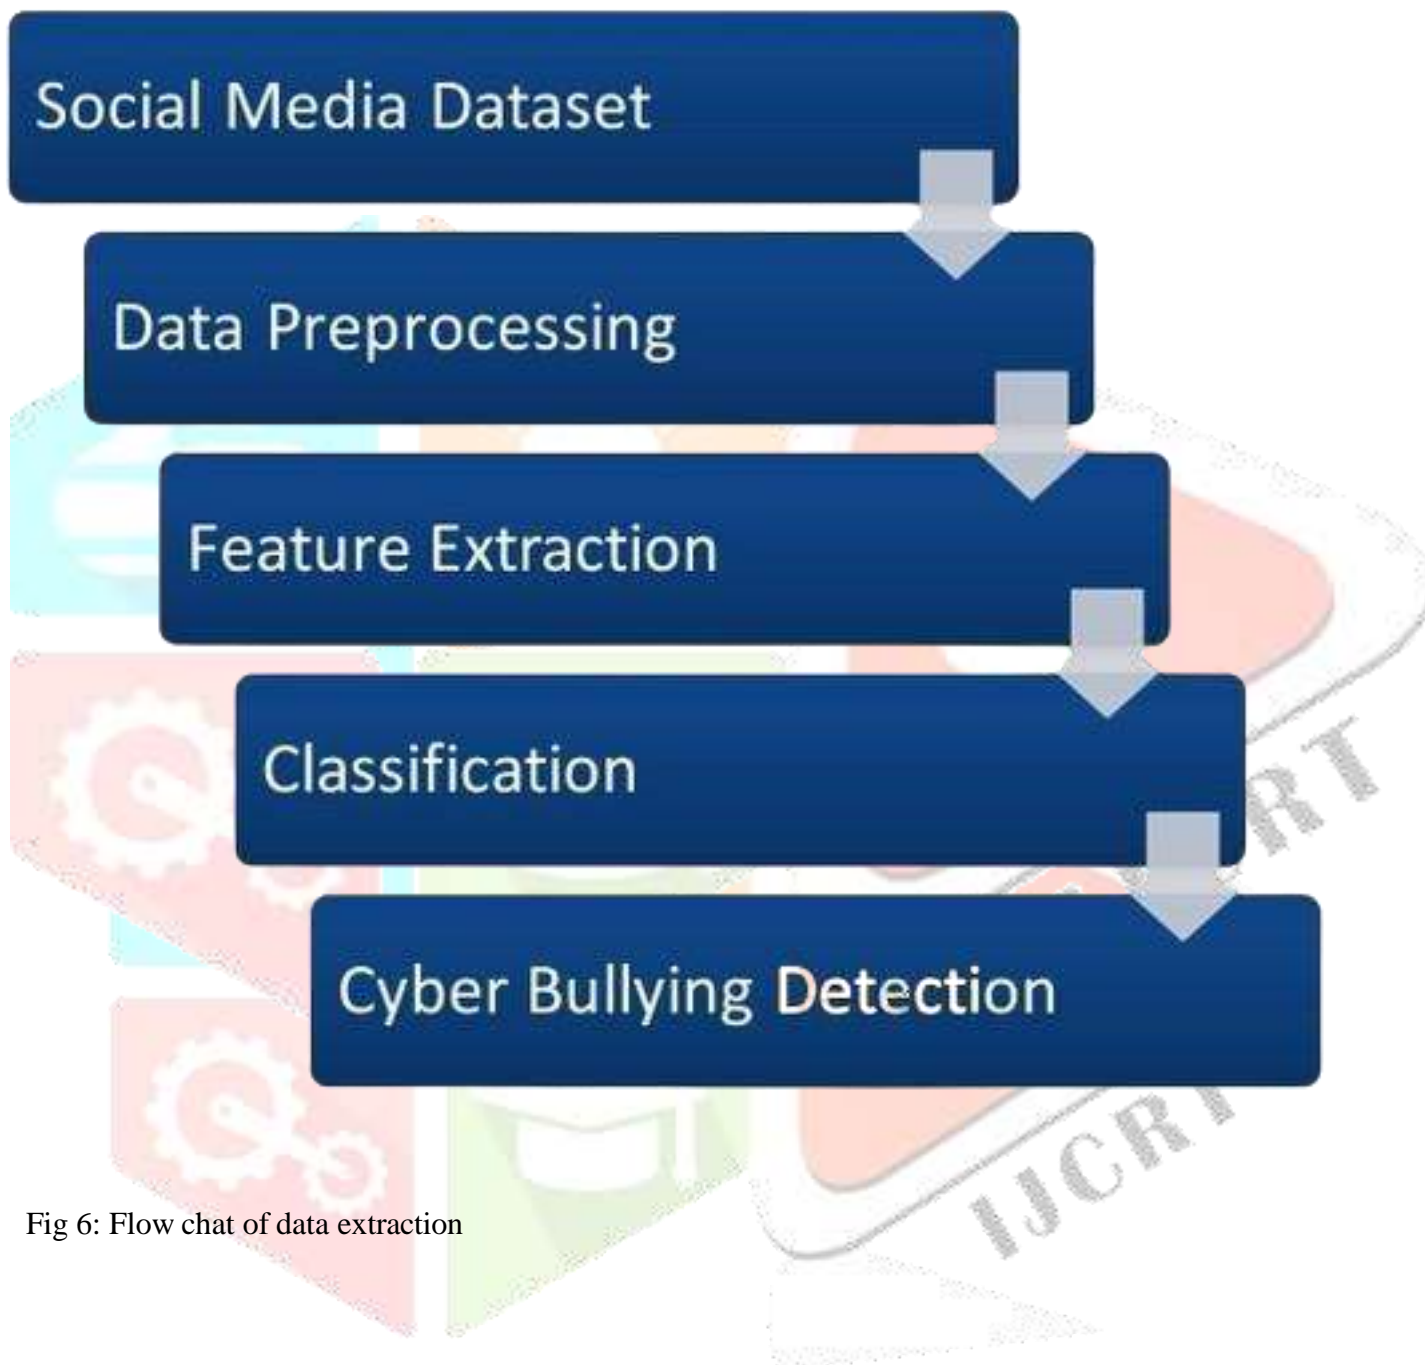 Social Media Dataset
Data Preprocessing
Feature Extraction
Classification
RT
Cyber Bullying Detection
IJCRT
Fig 6: Flow chat of data extraction